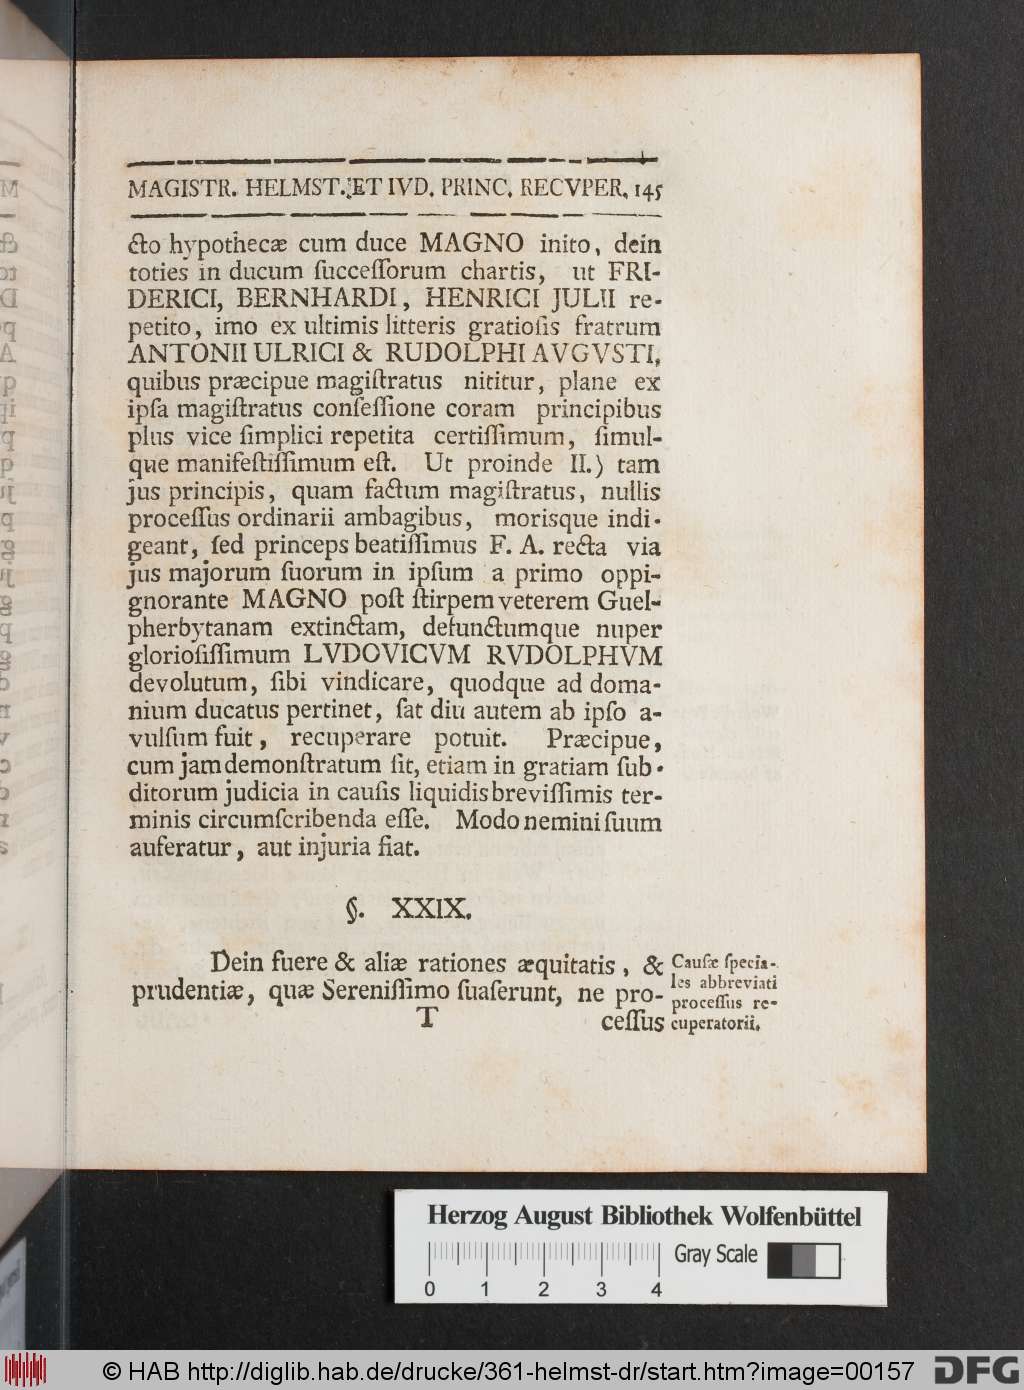 MAGISTR. HELMST. ET IVD. PRINC. RECVPER. 145
cto hypothecæ cum duce MAGNO inito, dein
toties in ducum ſucceſſorum chartis, ut FRI-
DERICI, BERNHARDI, HENRICI JULII re-
petito, imo ex ultimis litteris gratioſis fratrum
ANTONII ULRICI & RUDOLPHI AVGVSTI,
quibus præcipue magiſtratus nititur, plane ex
ipſa magiſtratus confeſſione coram principibus
plus vice ſimplici repetita certiſſimum, ſimul-
que manifeſtiſſimum eſt. Ut proinde II.) tam
jus principis, quam factum magiſtratus, nullis
proceſſus ordinarii ambagibus, morisque indi-
geant, ſed princeps beatiſſimus F. A. recta via
jus majorum ſuorum in ipſum a primo oppi-
gnorante MAGNO poſt ſtirpem veterem Guel-
pherbytanam extinctam, defunctumque nuper
glorioſiſſimum LVDOVICVM RVDOLPHVM
devolutum, ſibi vindicare, quodque ad doma-
nium ducatus pertinet, ſat diu autem ab ipſo a-
vulſum fuit, recuperare potuit. Præcipue,
cum jam demonſtratum ſit, etiam in gratiam ſub-
ditorum judicia in cauſis liquidis breviſſimis ter-
minis circumſcribenda eſſe. Modo nemini ſuum
auferatur, aut injuria fiat.
§. XXIX.
Dein fuere & aliæ rationes æquitatis, &
prudentiæ, quæ Sereniſſimo ſuaſerunt, ne pro-
T ceſſus
Cauſæ ſpecia-
les abbreviati
proceſſus re-
cuperatorii.
Herzog August Bibliothek Wolfenbüttel
Gray Scale
0 1 2 3 4
© HAB http://diglib.hab.de/drucke/361-helmst-dr/start.htm?image=00157
DFG